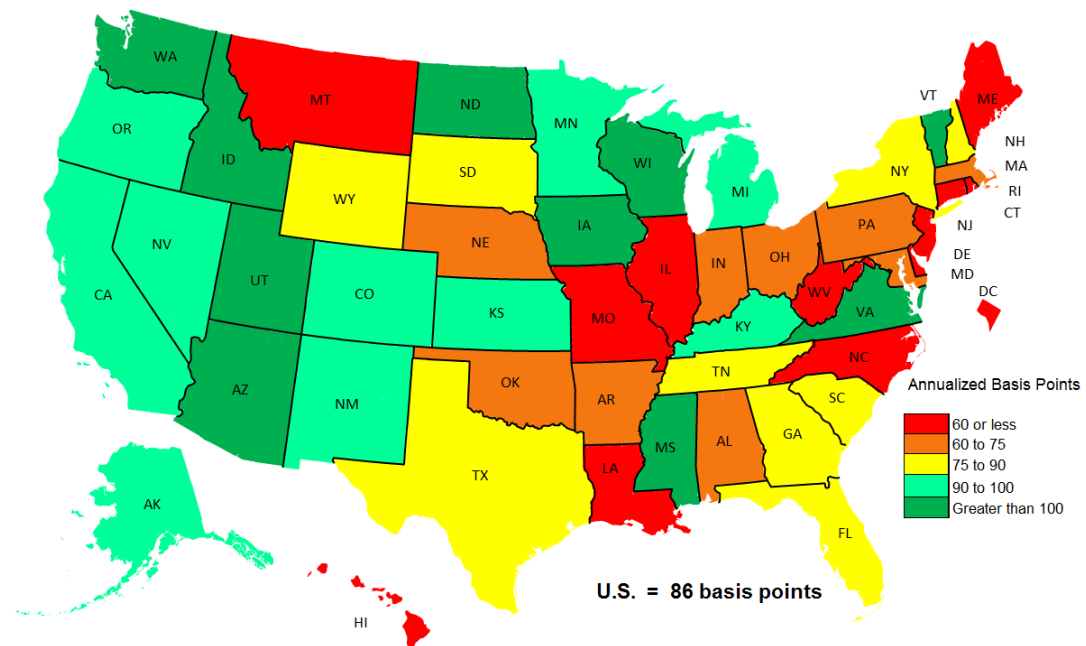 WA
MT
ND
MN
VT
ME
OR
ID
SD
WI
MI
NY
NH
MA
WY
RI
CT
NV
NE
IA
PA
NJ
UT
CO
IL
IN
OH
DE
MD
CA
KS
MO
WV
VA
DC
KY
AZ
NM
OK
AR
TN
NC
SC
MS
AL
GA
TX
LA
AK
FL
HI
Annualized Basis Points
60 or less
60 to 75
75 to 90
90 to 100
Greater than 100
U.S. = 86 basis points